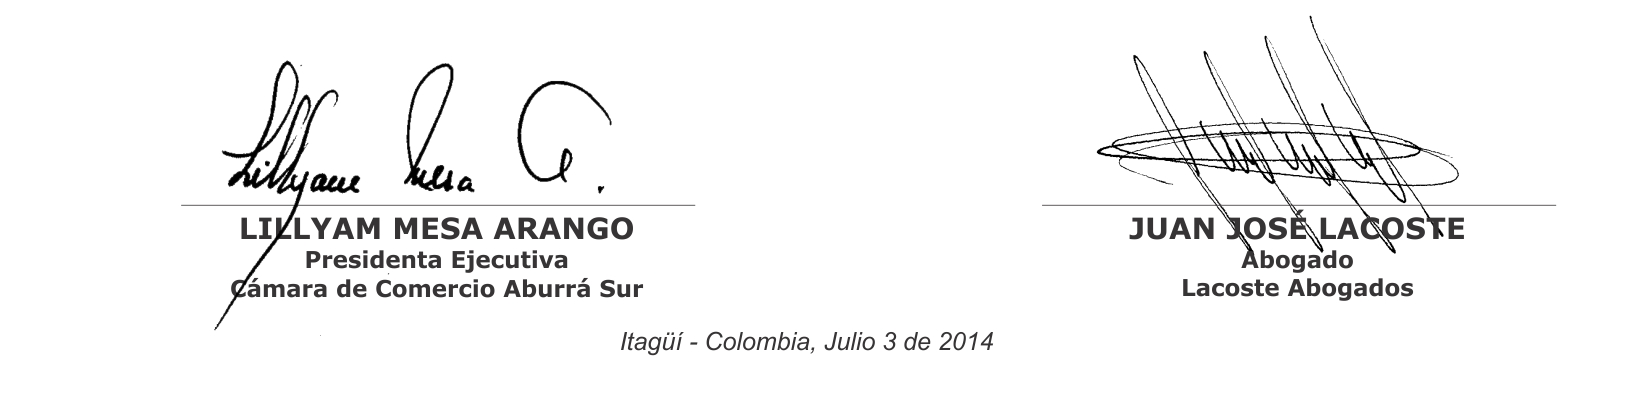 Lillyam Mesa A.
LILLYAM MESA ARANGO
Presidenta Ejecutiva
Cámara de Comercio Aburrá Sur
JUAN JOSÉ LACOSTE
Abogado
Lacoste Abogados
Itagüí - Colombia, Julio 3 de 2014